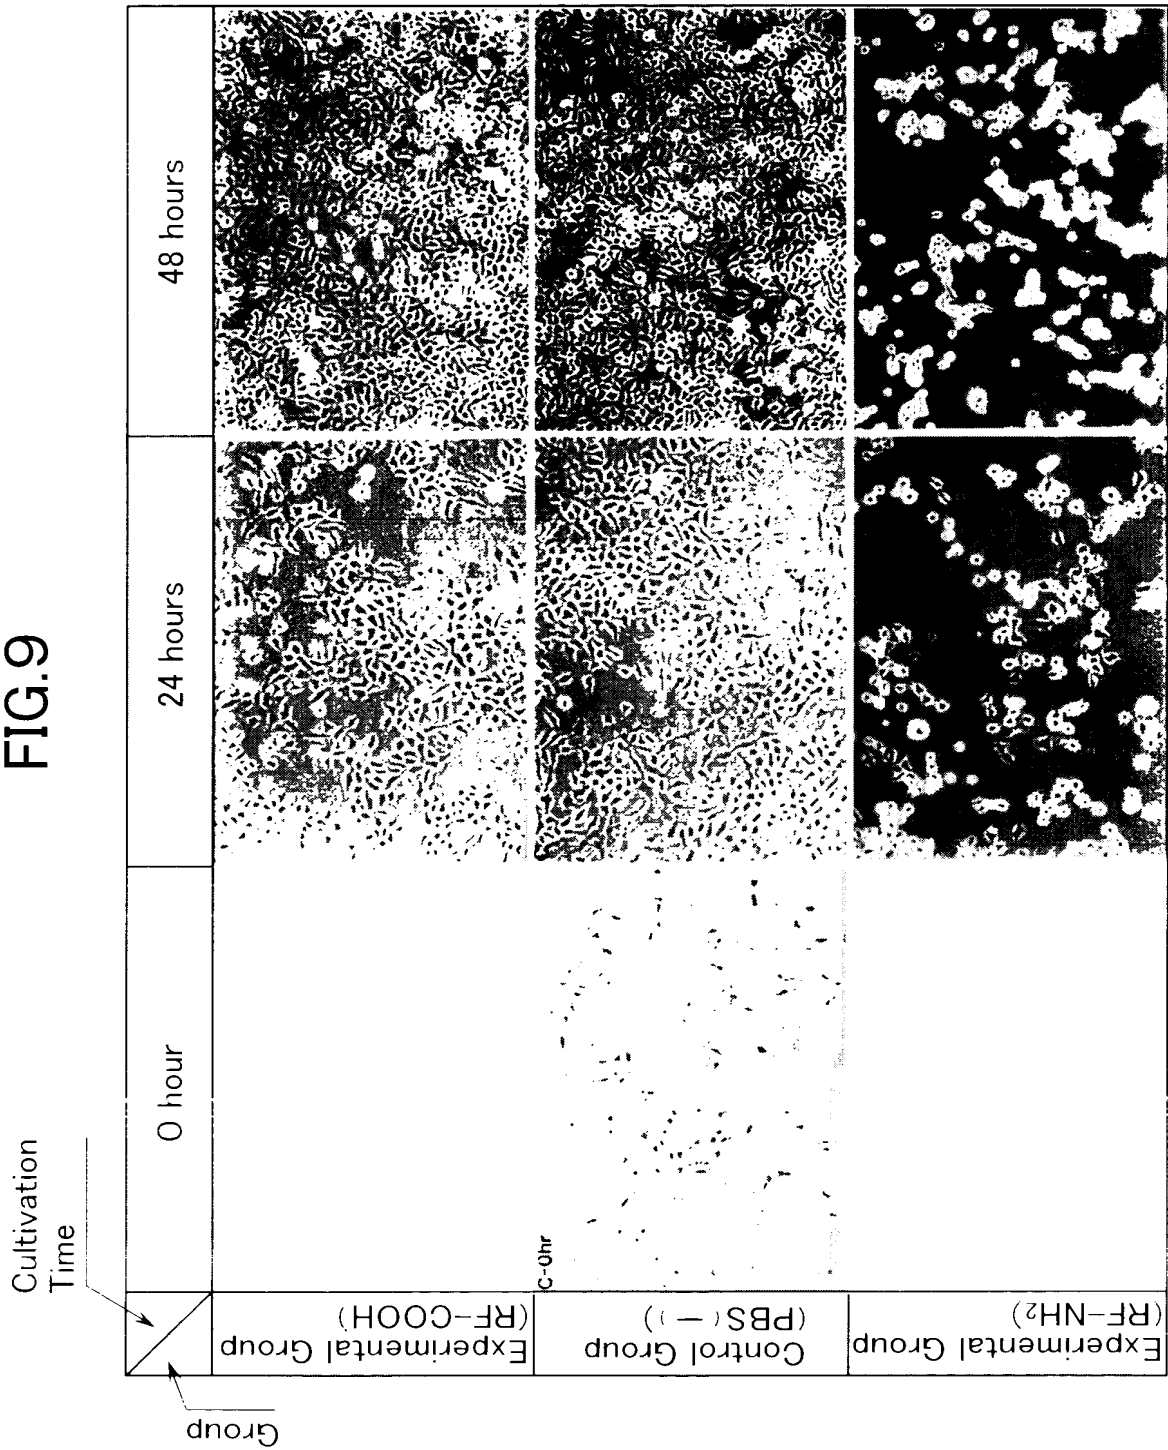 FIG.9
Cultivation
Time
Group
0 hour
24 hours
48 hours
Experimental Group
(RF-COOH)
Control Group
(PBS(-))
C-0hr
Experimental Group
(RF-NH2)